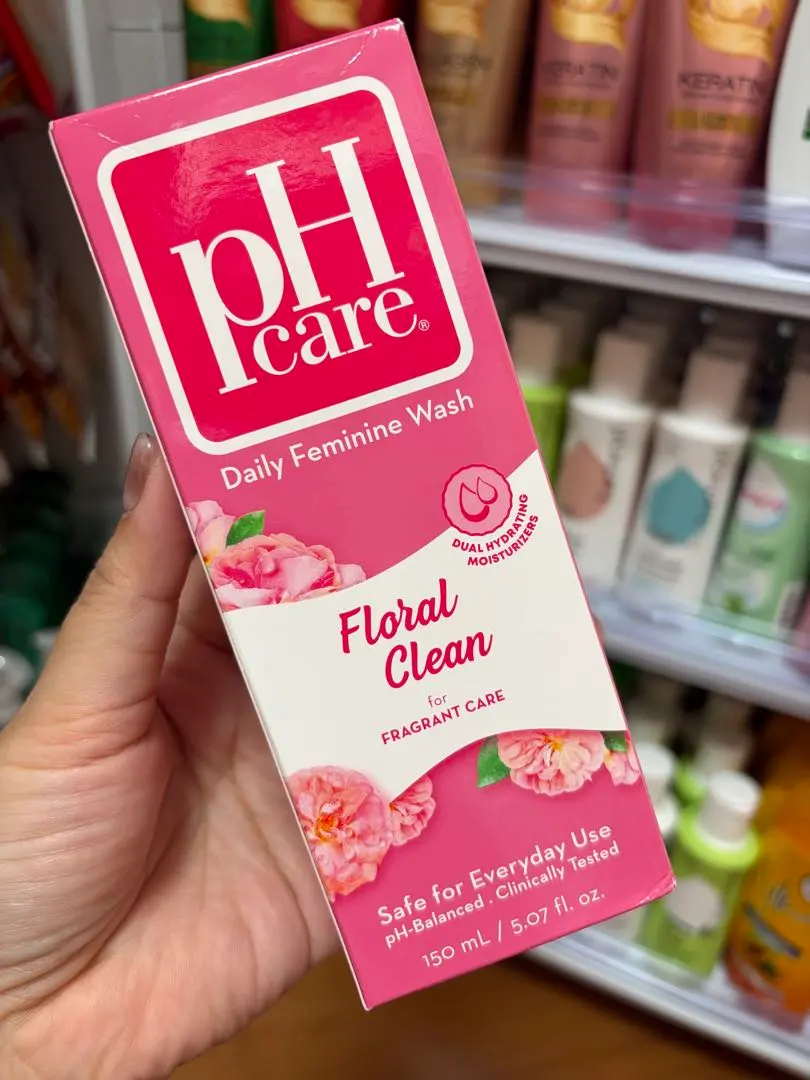 pH
care®
Daily Feminine Wash
DUAL HYDRATING
MOISTURIZERS
Floral
Clean
for
FRAGRANT CARE
Safe for Everyday Use
pH-Balanced . Clinically Tested
150 mL / 5.07 fl. oz.
KERATIN
KERATIN